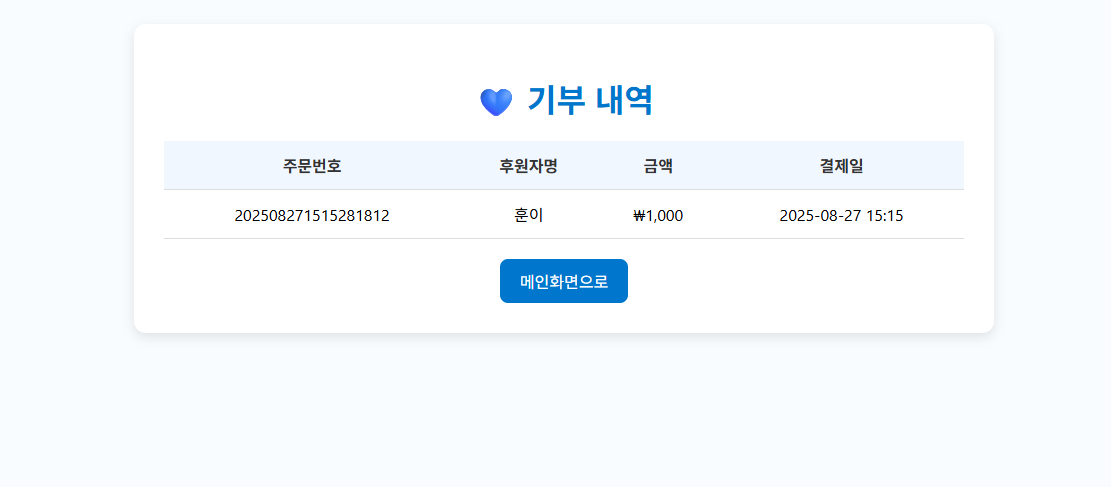 💙 기부 내역
주문번호 후원자명 금액 결제일
202508271515281812 훈이 ₩1,000 2025-08-27 15:15
메인화면으로